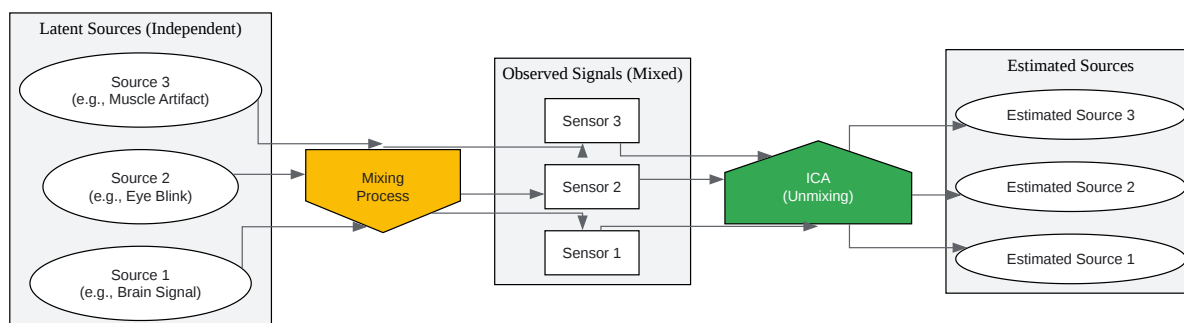 Latent Sources (Independent)
Source 3
(e.g., Muscle Artifact)
Source 2
(e.g., Eye Blink)
Source 1
(e.g., Brain Signal)
Mixing
Process
Observed Signals (Mixed)
Sensor 3
Sensor 2
Sensor 1
ICA
(Unmixing)
Estimated Sources
Estimated Source 3
Estimated Source 2
Estimated Source 1